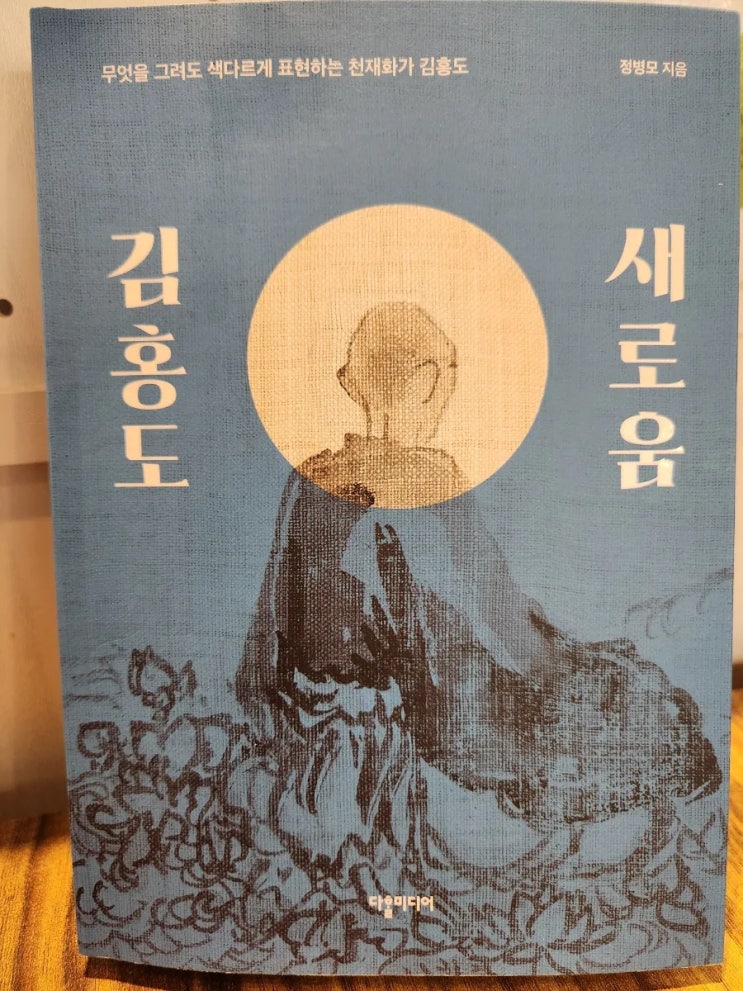 무엇을 그려도 색다르게 표현하는 천재화가 김홍도
정병모 지음
김홍도
새로움
다할미디어